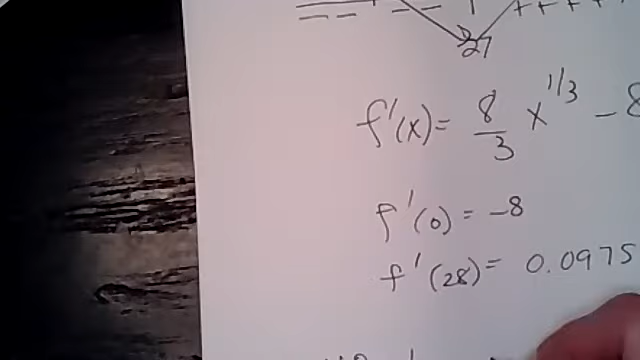 — — — — — + + + +
27
f'(x) = 8/3 x^1/3 - 8
f'(0) = -8
f'(28) = 0.0975